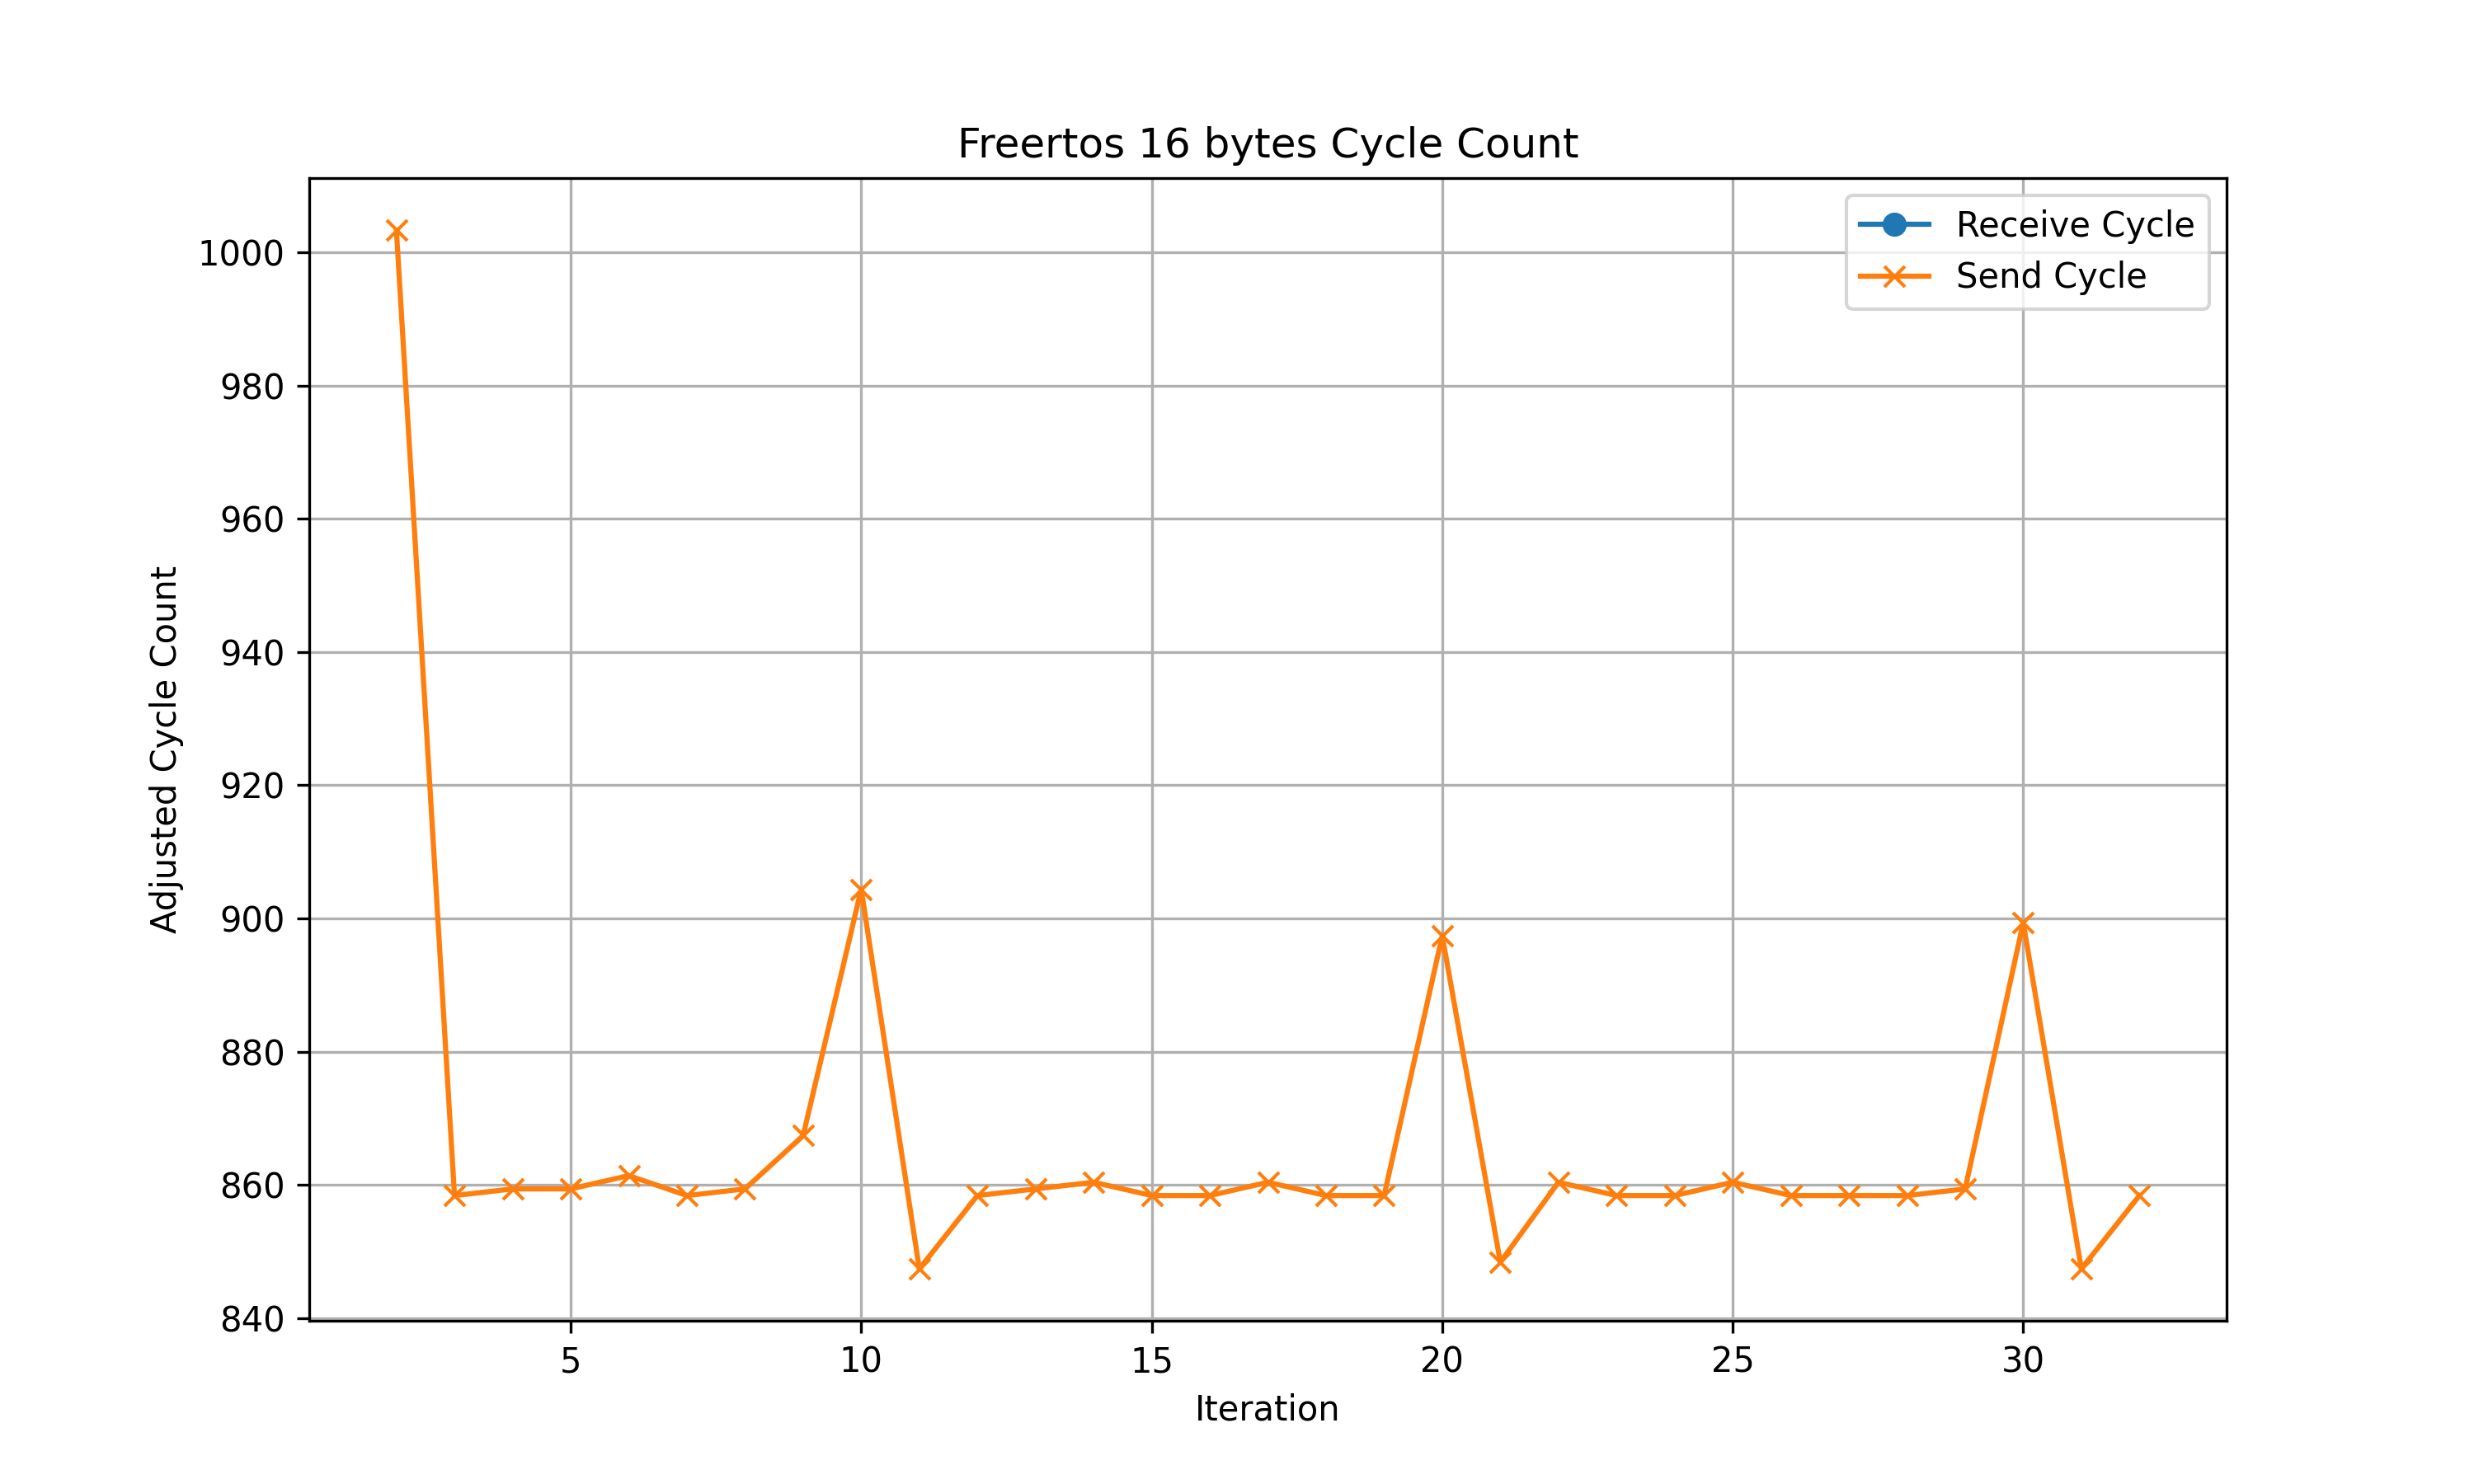 Freertos 16 bytes Cycle Count
Receive Cycle
Send Cycle
Adjusted Cycle Count
1000
980
960
940
920
900
880
860
840
5 10 15 20 25 30
Iteration